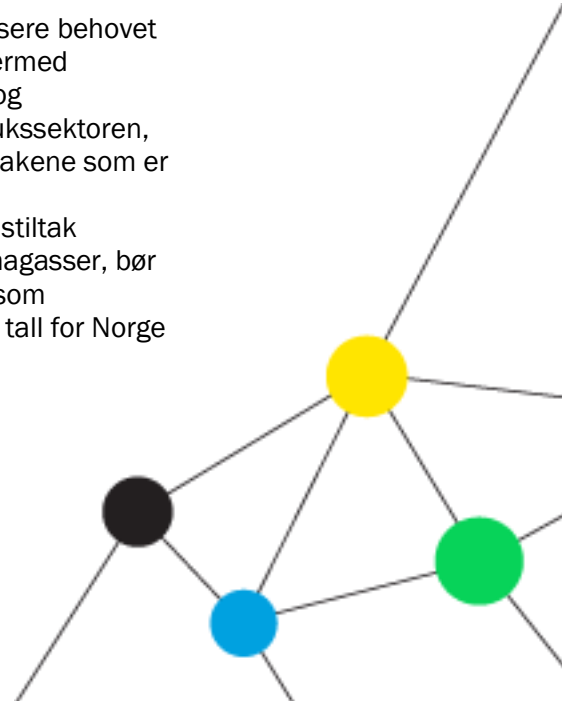 sere behovet
ermed
og
ukssektoren,
akene som er
stiltak
nagasser, bør
som
tall for Norge